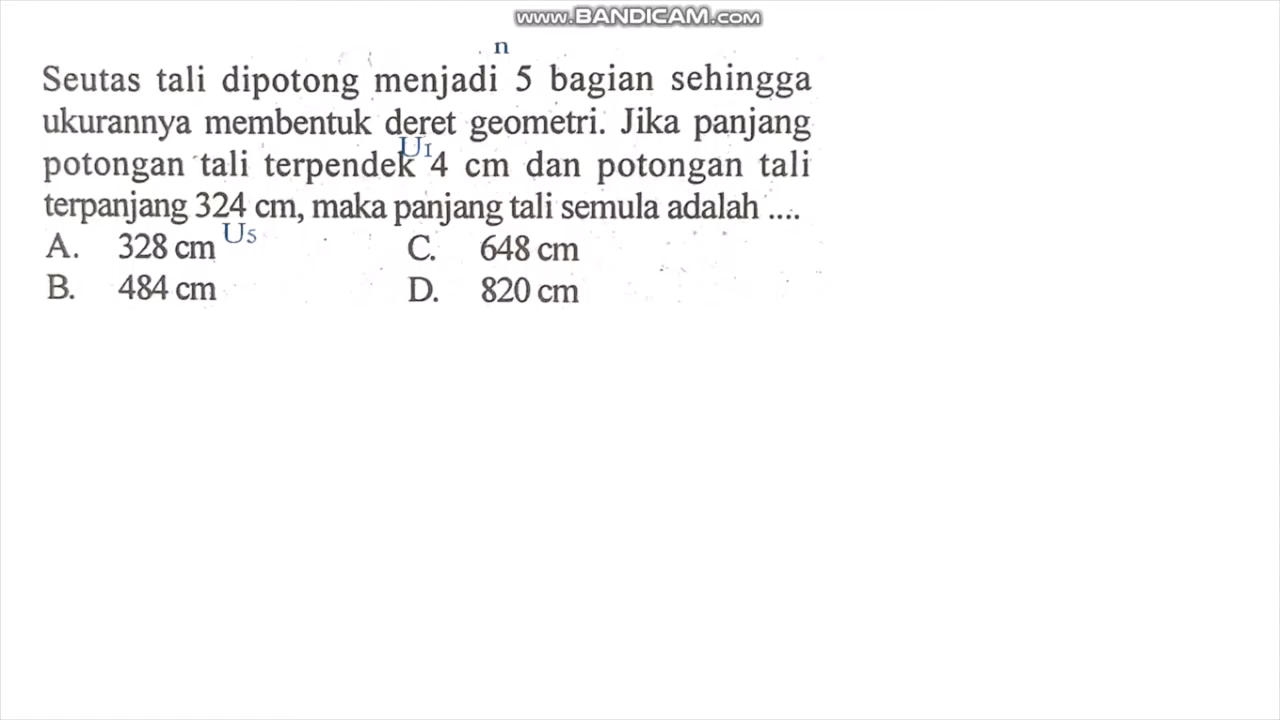 www.BANDICAM.com
n
Seutas tali dipotong menjadi 5 bagian sehingga
ukurannya membentuk deret geometri. Jika panjang
U1
potongan tali terpendek 4 cm dan potongan tali
terpanjang 324 cm, maka panjang tali semula adalah ....
U5
A. 328 cm C. 648 cm
B. 484 cm D. 820 cm